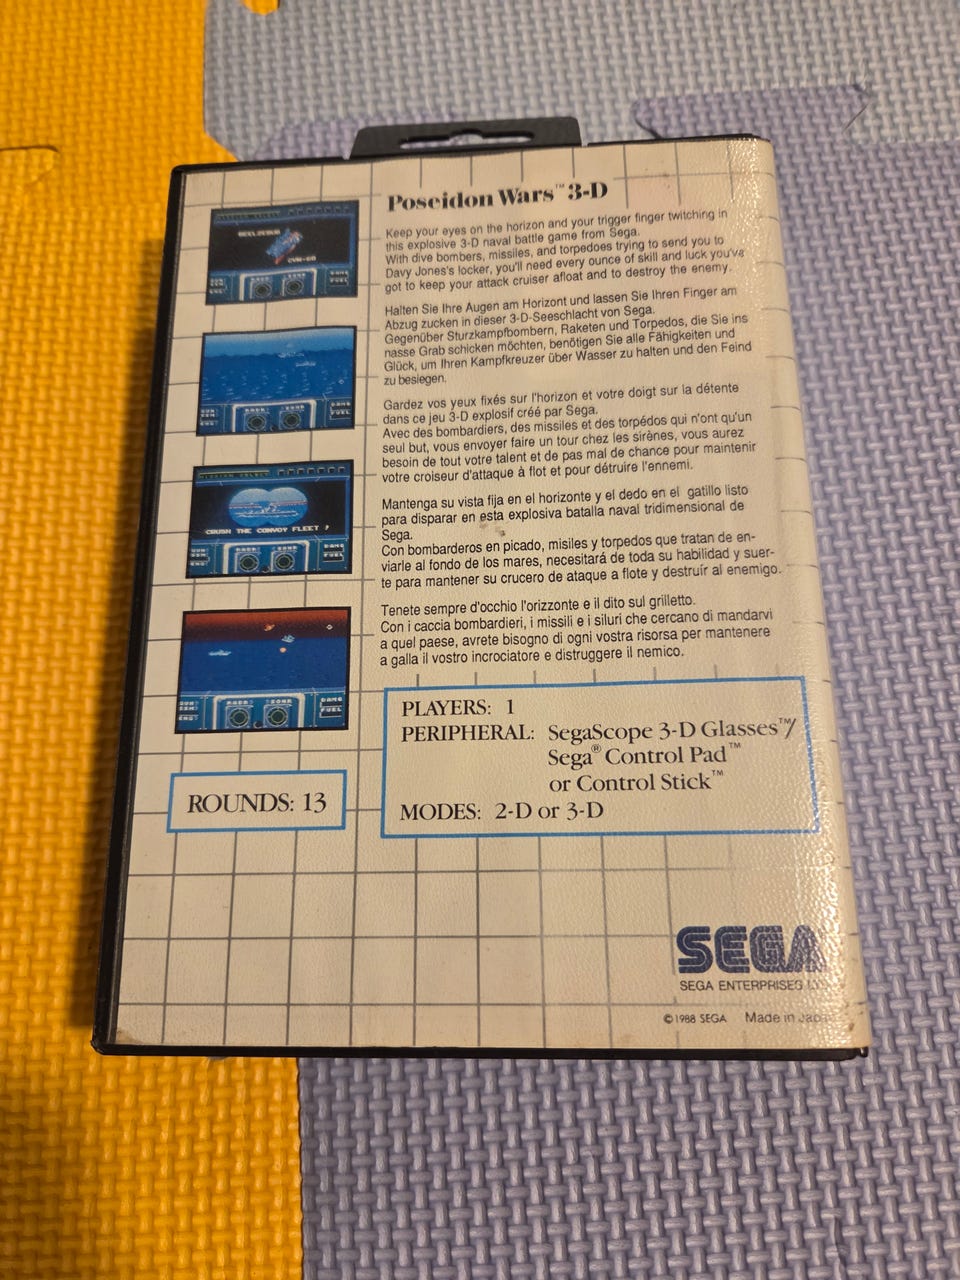 Poseidon Wars™ 3-D
Keep your eyes on the horizon and your trigger finger twitching in
this explosive 3-D naval battle game from Sega.
With dive bombers, missiles, and torpedoes trying to send you to
Davy Jones's locker, you'll need every ounce of skill and luck you've
got to keep your attack cruiser afloat and to destroy the enemy.
Halten Sie Ihre Augen am Horizont und lassen Sie Ihren Finger am
Abzug zucken in dieser 3-D-Seeschlacht von Sega.
Gegenüber Sturzkampfbombern, Raketen und Torpedos, die Sie ins
nasse Grab schicken möchten, benötigen Sie alle Fähigkeiten und
Glück, um Ihren Kampfkreuzer über Wasser zu halten und den Feind
zu besiegen.
Gardez vos yeux fixés sur l'horizon et votre doigt sur la détente
dans ce jeu 3-D explosif créé par Sega.
Avec des bombardiers, des missiles et des torpédos qui n'ont qu'un
seul but, vous envoyer faire un tour chez les sirènes, vous aurez
besoin de tout votre talent et de pas mal de chance pour maintenir
votre croiseur d'attaque à flot et pour détruire l'ennemi.
Mantenga su vista fija en el horizonte y el dedo en el gatillo listo
para disparar en esta explosiva batalla naval tridimensional de
Sega.
Con bombarderos en picado, misiles y torpedos que tratan de en-
viarle al fondo de los mares, necesitará de toda su habilidad y suer-
te para mantener su crucero de ataque a flote y destruír al enemigo.
Tenete sempre d'occhio l'orizzonte e il dito sul grilletto.
Con i caccia bombardieri, i missili e i siluri che cercano di mandarvi
a quel paese, avrete bisogno di ogni vostra risorsa per mantenere
a galla il vostro incrociatore e distruggere il nemico.
CVN-60
GAME
FUEL
GAME
FUEL
MISSION SELECT
CRUSH THE CONVOY FLEET !
GAME
FUEL
GAME
FUEL
ROUNDS: 13
PLAYERS: 1
PERIPHERAL: SegaScope 3-D Glasses™/
Sega® Control Pad™
or Control Stick™
MODES: 2-D or 3-D
SEGA
SEGA ENTERPRISES
©1988 SEGA Made in Japan